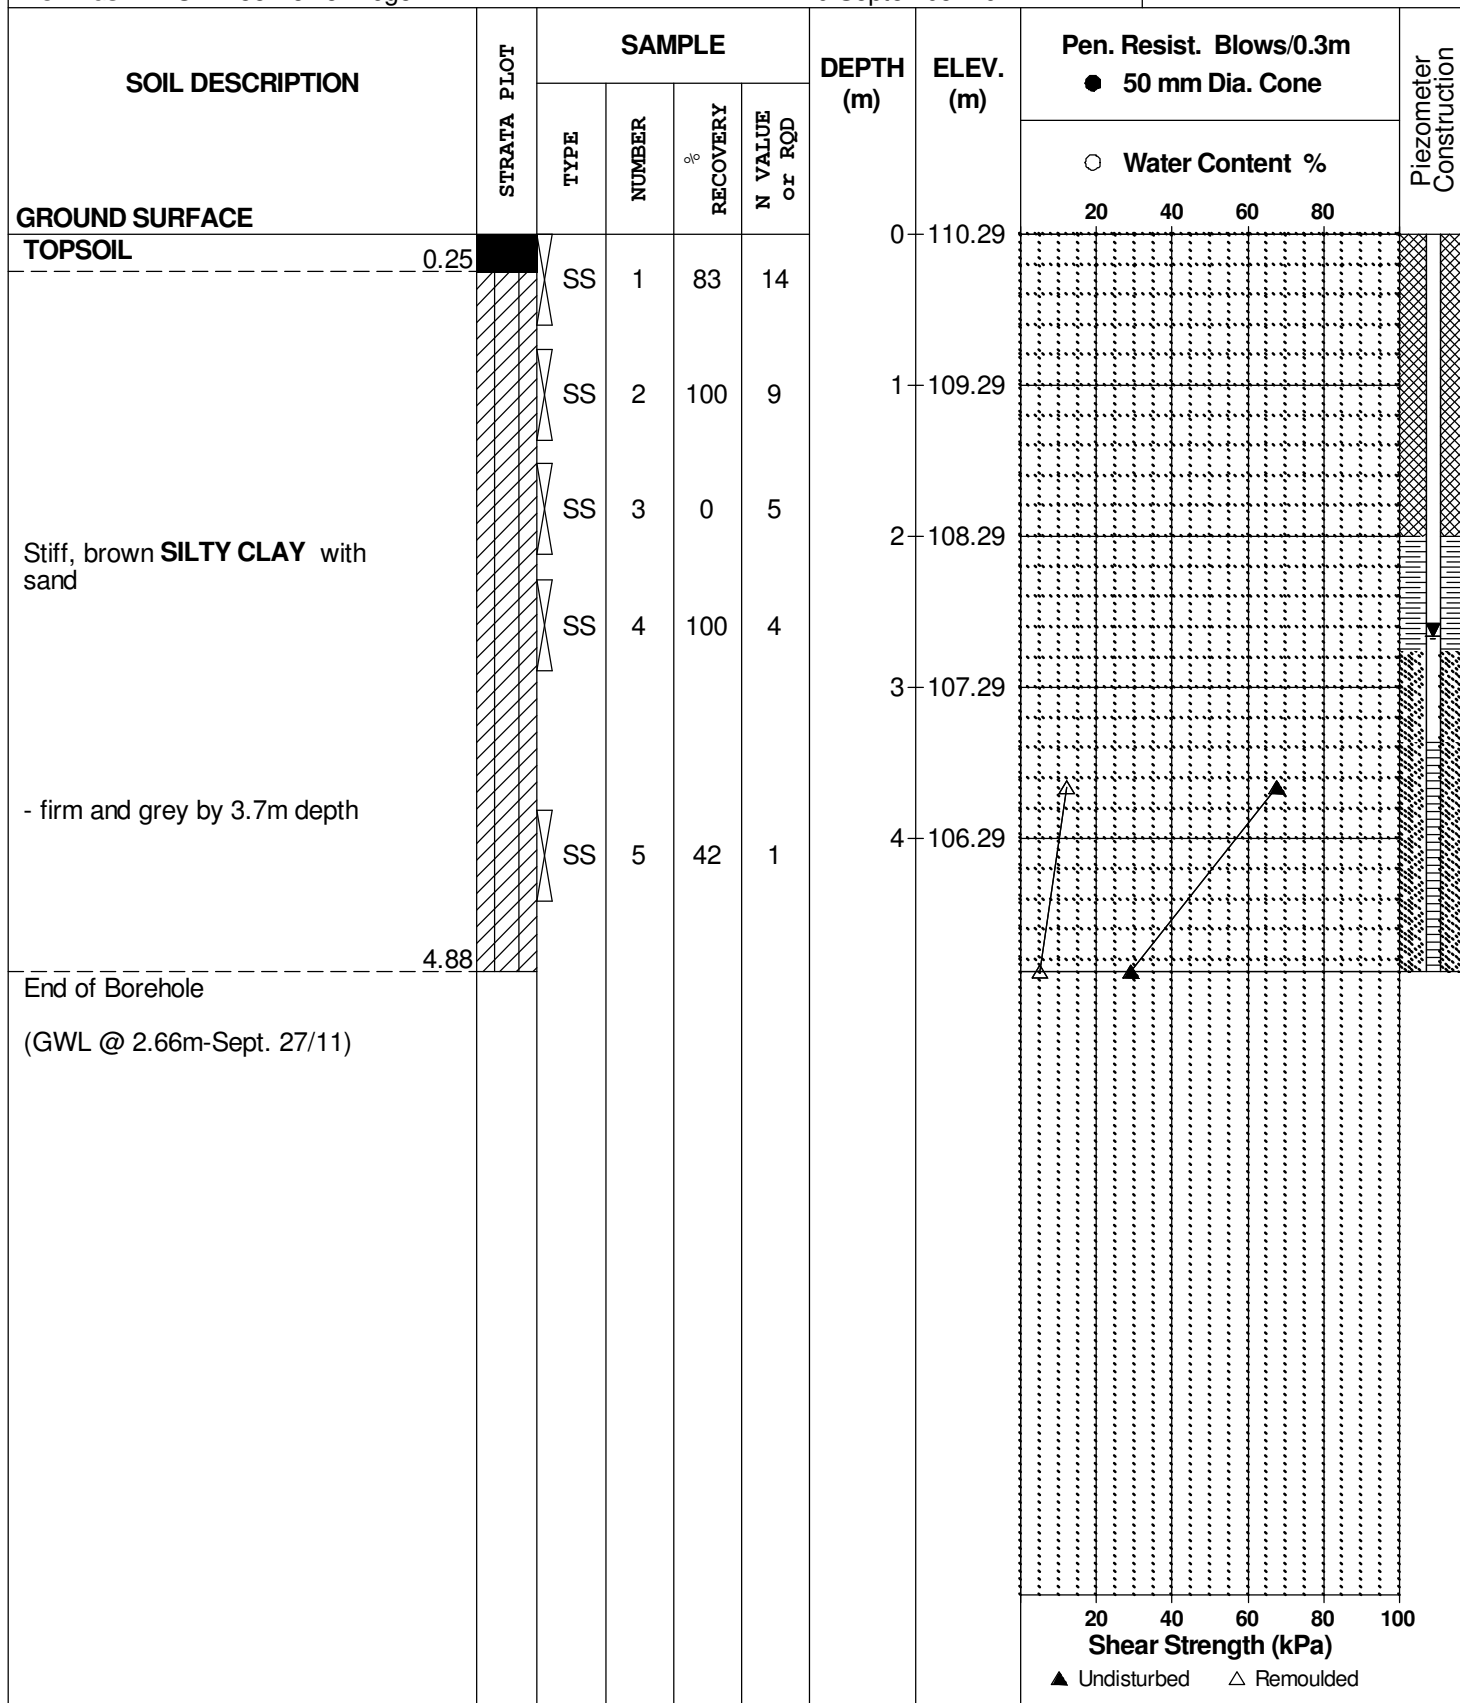 SOIL DESCRIPTION
GROUND SURFACE
STRATA PLOT
SAMPLE
TYPE
NUMBER
% RECOVERY
N VALUE or RQD
DEPTH (m)
ELEV. (m)
Pen. Resist. Blows/0.3m
● 50 mm Dia. Cone
○ Water Content %
20 40 60 80
Piezometer Construction
TOPSOIL 0.25
0 110.29
SS 1 83 14
1 109.29
SS 2 100 9
SS 3 0 5
2 108.29
Stiff, brown SILTY CLAY with
sand
SS 4 100 4
3 107.29
- firm and grey by 3.7m depth
4 106.29
SS 5 42 1
4.88
End of Borehole
(GWL @ 2.66m-Sept. 27/11)
20 40 60 80 100
Shear Strength (kPa)
▲ Undisturbed △ Remoulded